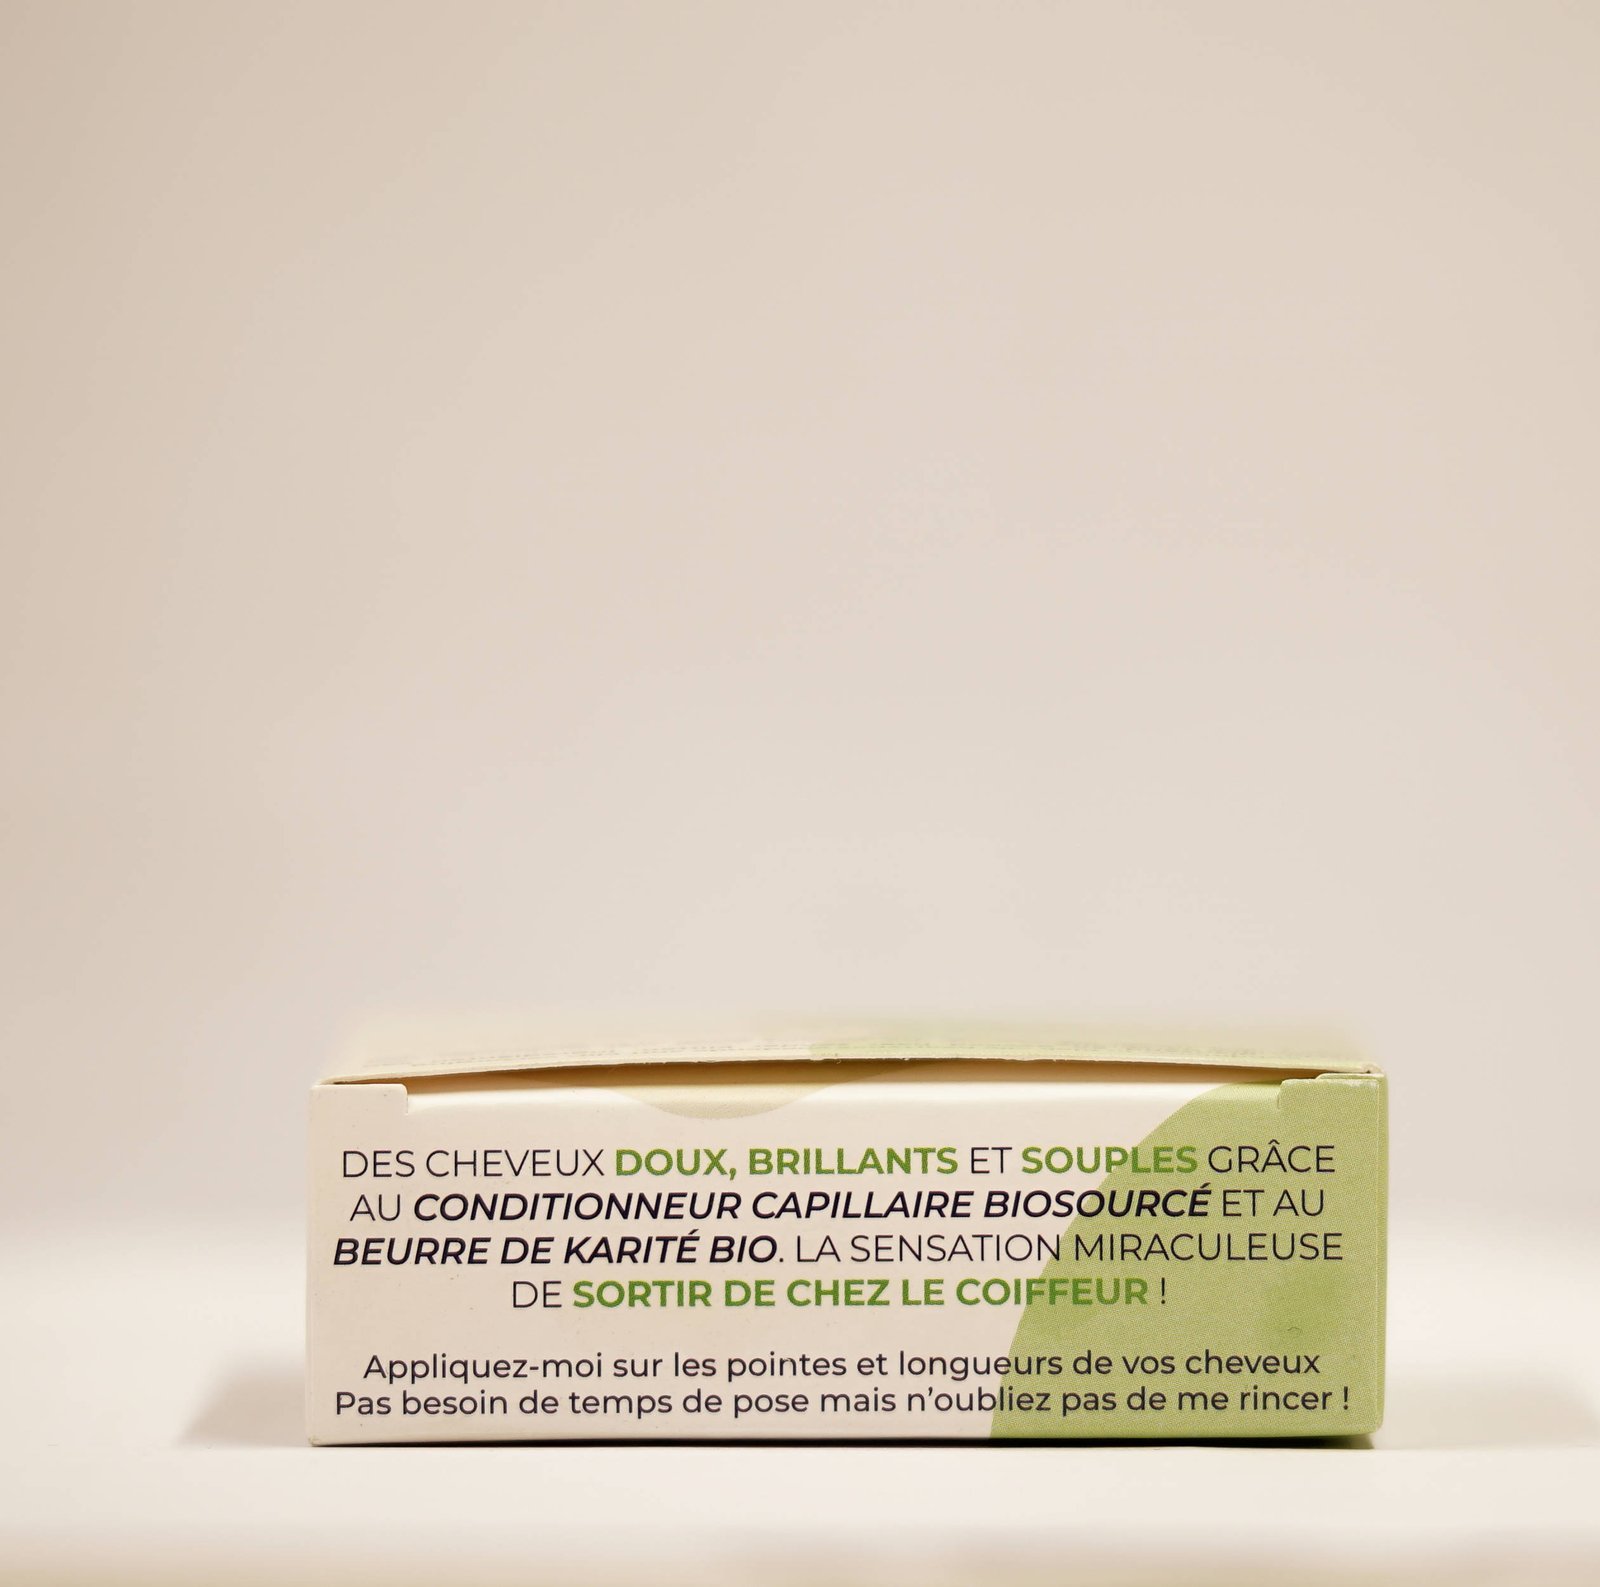 DES CHEVEUX DOUX, BRILLANTS ET SOUPLES GRÂCE
AU CONDITIONNEUR CAPILLAIRE BIOSOURCÉ ET AU
BEURRE DE KARITÉ BIO. LA SENSATION MIRACULEUSE
DE SORTIR DE CHEZ LE COIFFEUR !
Appliquez-moi sur les pointes et longueurs de vos cheveux
Pas besoin de temps de pose mais n’oubliez pas de me rincer !